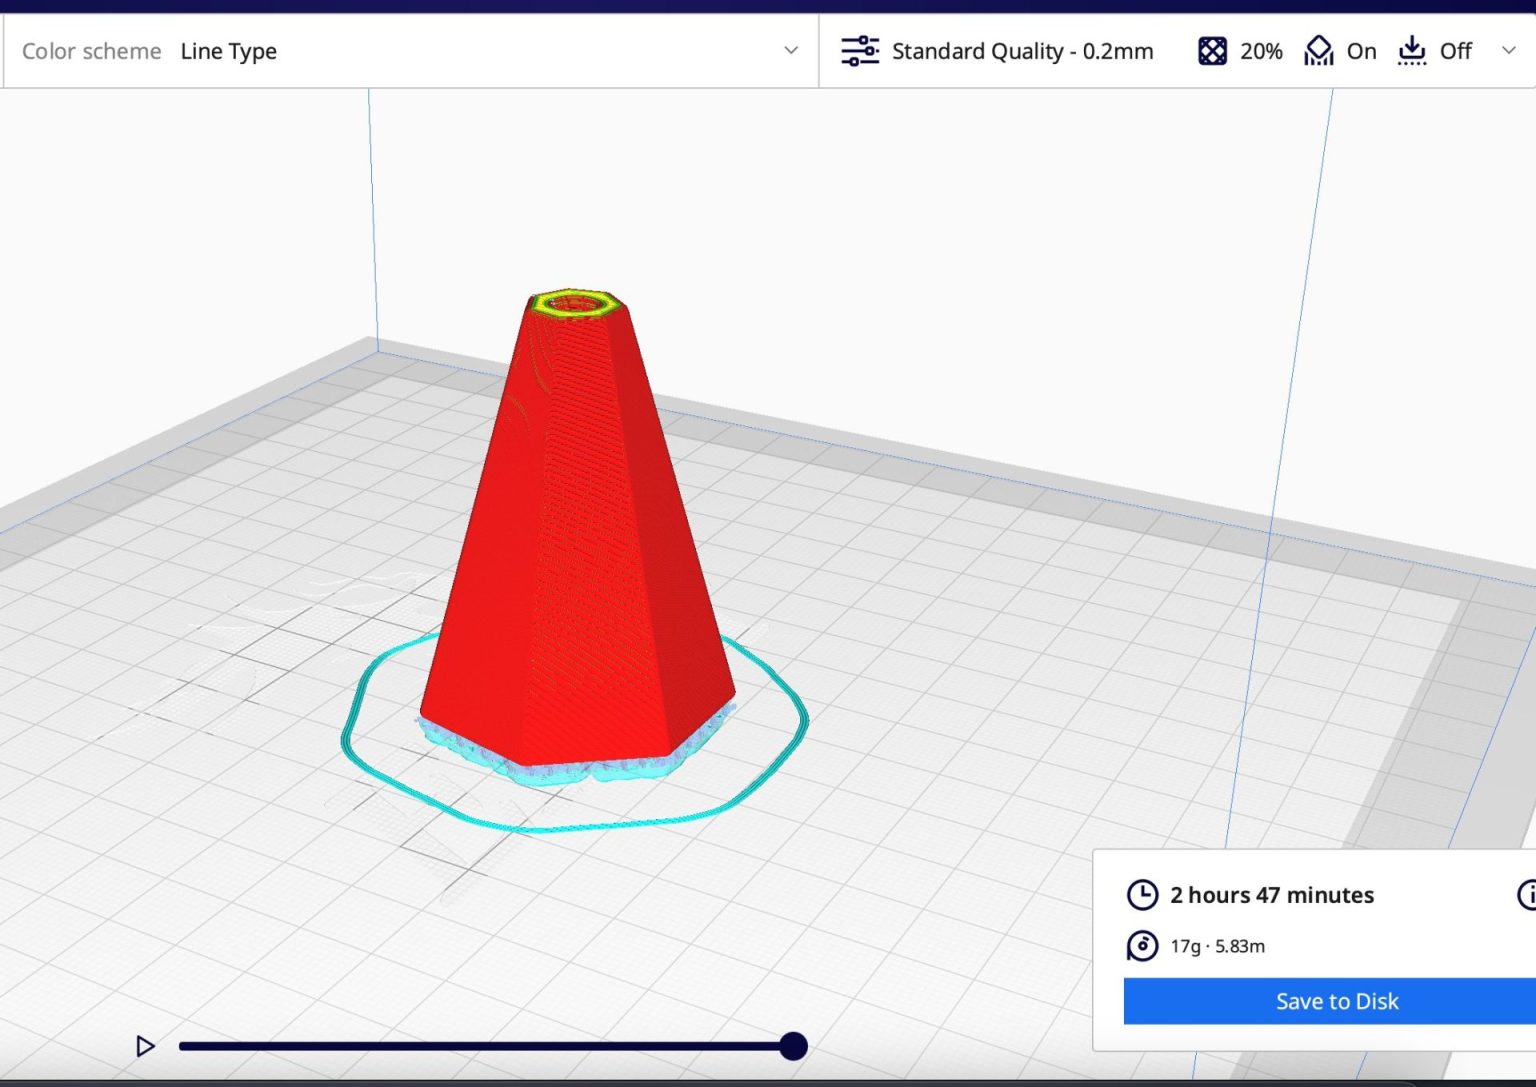 Color scheme Line Type
Standard Quality - 0.2mm 20% On Off
2 hours 47 minutes
17g · 5.83m
Save to Disk